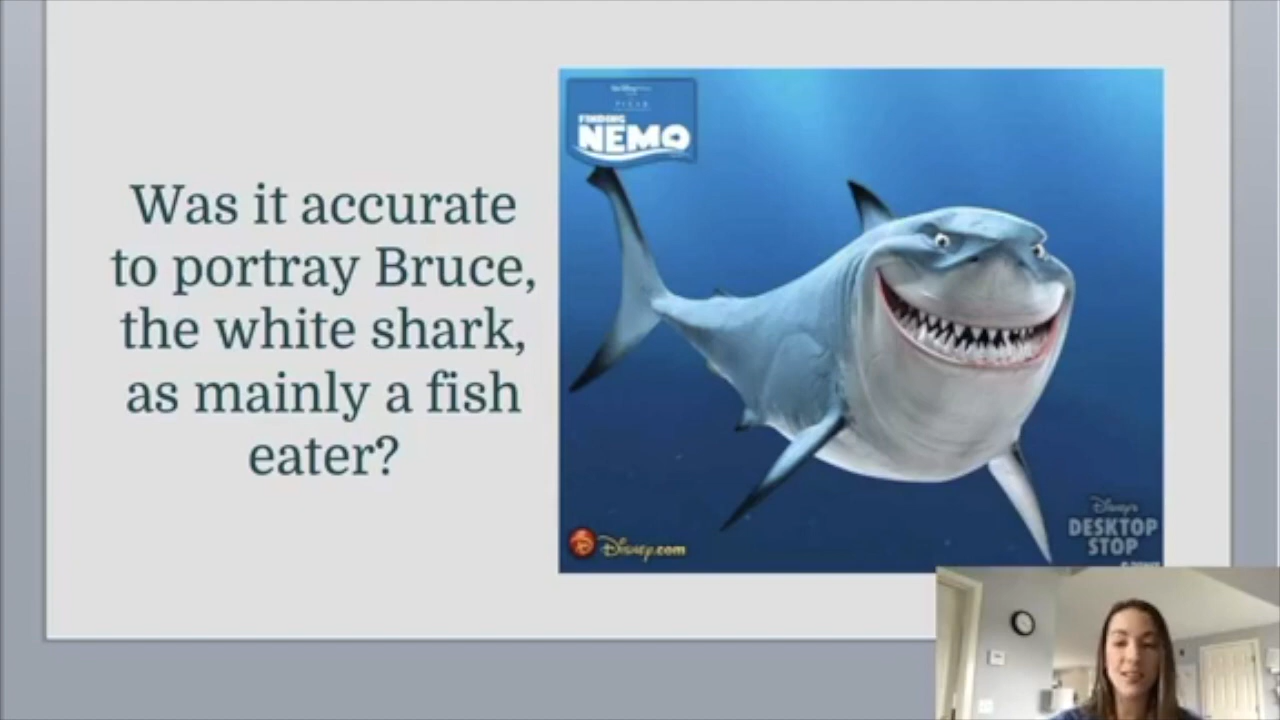 Was it accurate
to portray Bruce,
the white shark,
as mainly a fish
eater?
PIXAR
FINDING
NEMO
Disney.com
Disney's
DESKTOP
STOP